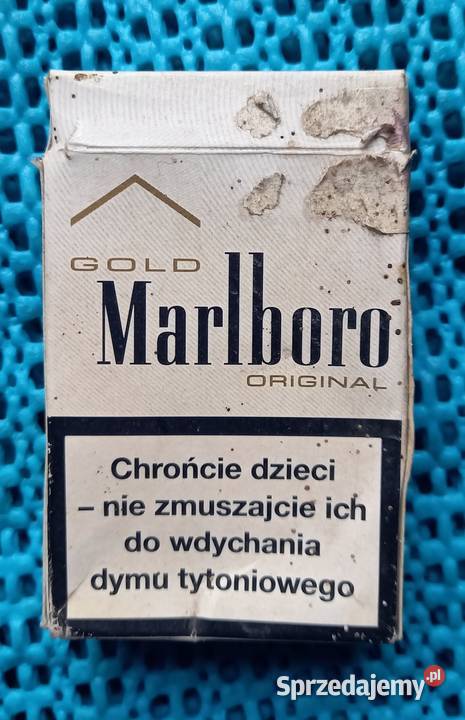 GOLD
Marlboro
ORIGINAL
Chrońcie dzieci
– nie zmuszajcie ich
do wdychania
dymu tytoniowego
Sprzedajemy.pl